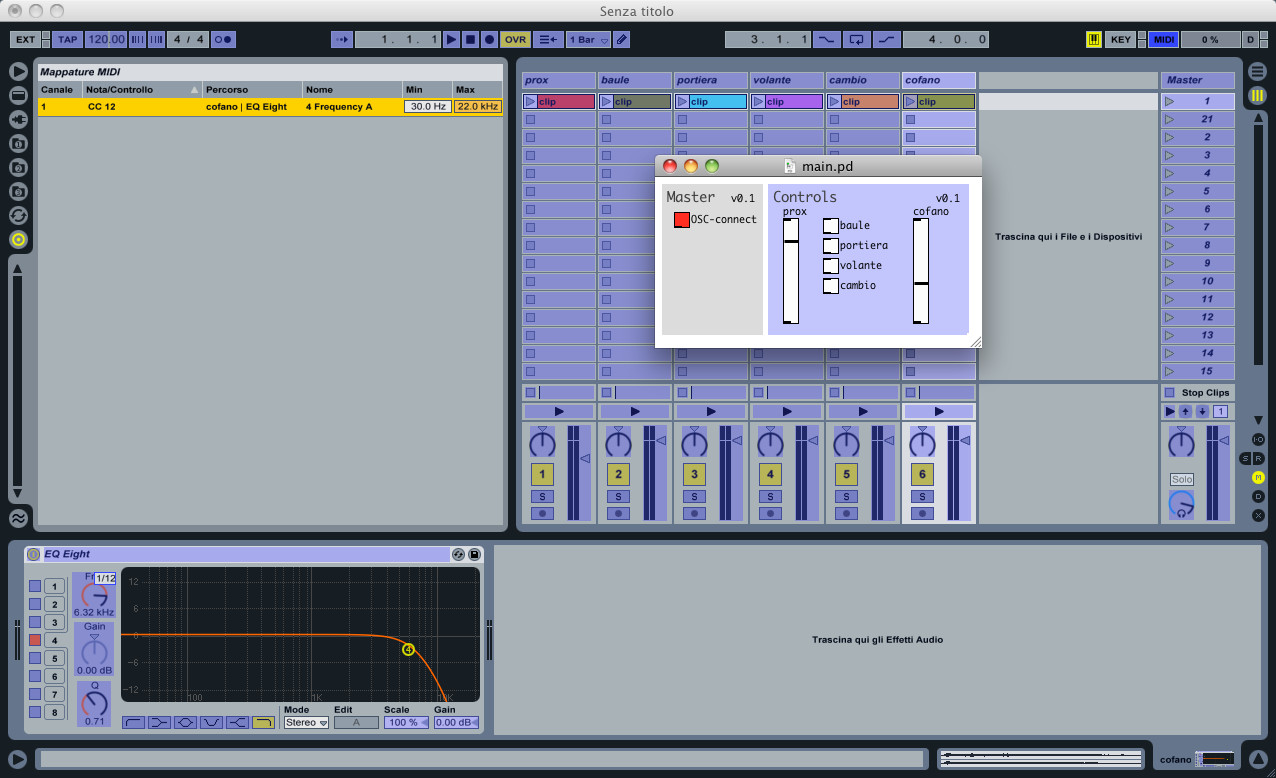 Senza titolo
EXT TAP 120.00 4 / 4 1. 1. 1 OVR 1 Bar 3. 1. 1 4. 0. 0 KEY MIDI 0 % D
Mappature MIDI
Canale Nota/Controllo Percorso Nome Min Max
1 CC 12 cofano | EQ Eight 4 Frequency A 30.0 Hz 22.0 kHz
prox baule portiera volante cambio cofano Master
clip clip clip clip clip clip 1
21
2
3
4
5
6
7
8
9
10
11
12
13
14
15
Trascina qui i File e i Dispositivi
main.pd
Master v0.1
OSC-connect
Controls v0.1
prox cofano
baule
portiera
volante
cambio
Stop Clips
1
1 2 3 4 5 6
Solo
S S S S S S
I·O
S R
M
D
X
EQ Eight
1
2
3
4
5
6
7
8
1/12
6.32 kHz
Gain
0.00 dB
Q
0.71
12
6
0
-6
-12
100 1K 10K
4
Mode Edit Scale Gain
Stereo A 100 % 0.00 dB
Trascina qui gli Effetti Audio
cofano